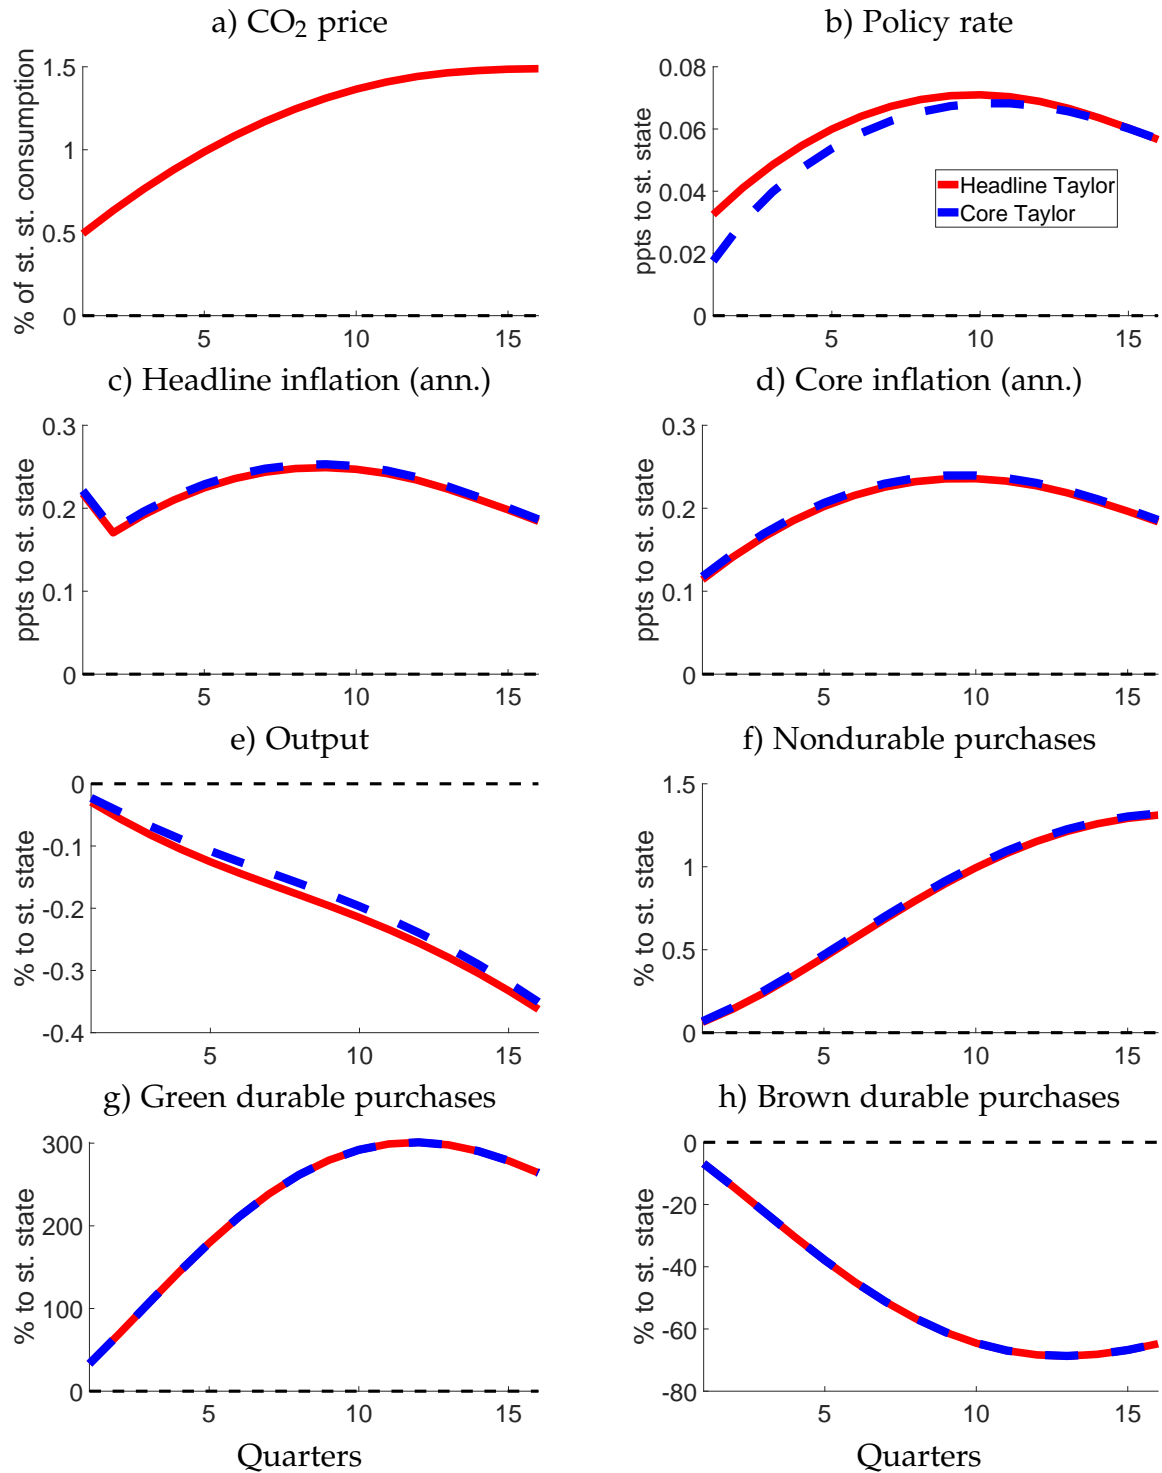 a) CO₂ price
% of st. st. consumption
1.5
1
0.5
0
5 10 15
b) Policy rate
ppts to st. state
0.08
0.06
0.04
0.02
0
5 10 15
Headline Taylor
Core Taylor
c) Headline inflation (ann.)
ppts to st. state
0.3
0.2
0.1
0
5 10 15
d) Core inflation (ann.)
ppts to st. state
0.3
0.2
0.1
0
5 10 15
e) Output
% to st. state
0
-0.1
-0.2
-0.3
-0.4
5 10 15
f) Nondurable purchases
% to st. state
1.5
1
0.5
0
5 10 15
g) Green durable purchases
% to st. state
300
200
100
0
5 10 15
Quarters
h) Brown durable purchases
% to st. state
0
-20
-40
-60
-80
5 10 15
Quarters